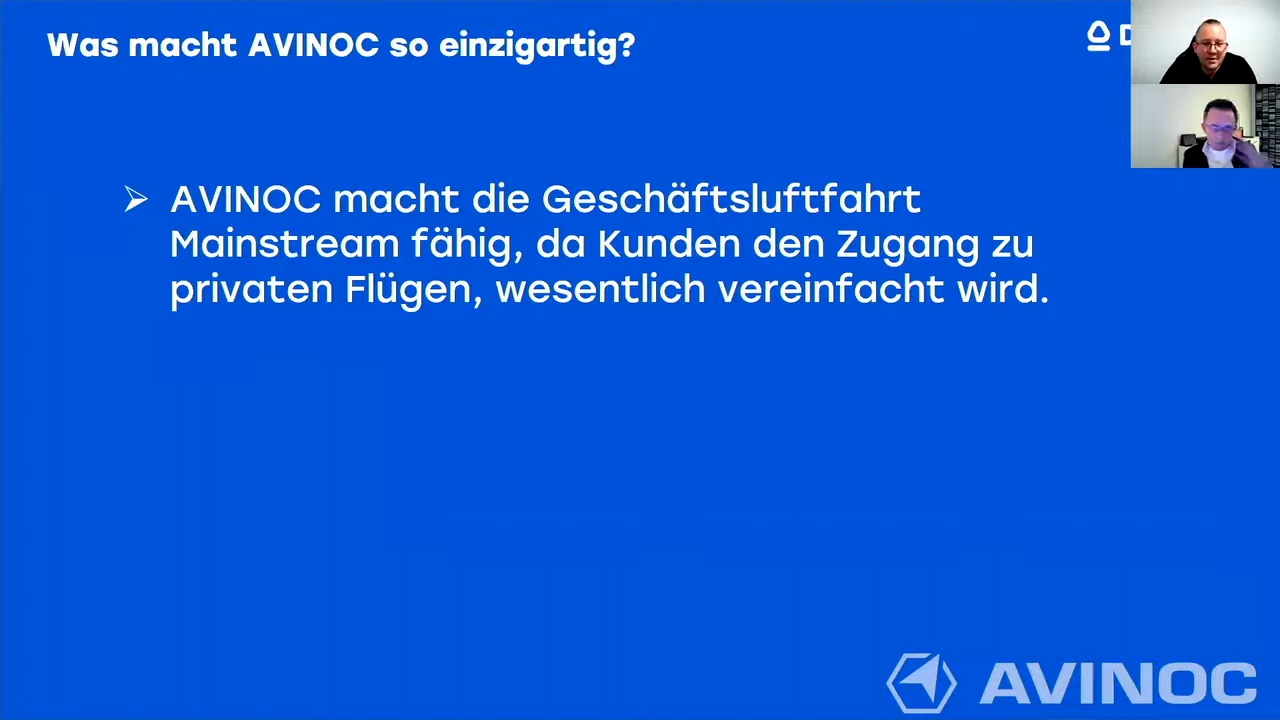 Was macht AVINOC so einzigartig?
AVINOC macht die Geschäftsluftfahrt
Mainstream fähig, da Kunden den Zugang zu
privaten Flügen, wesentlich vereinfacht wird.
AVINOC